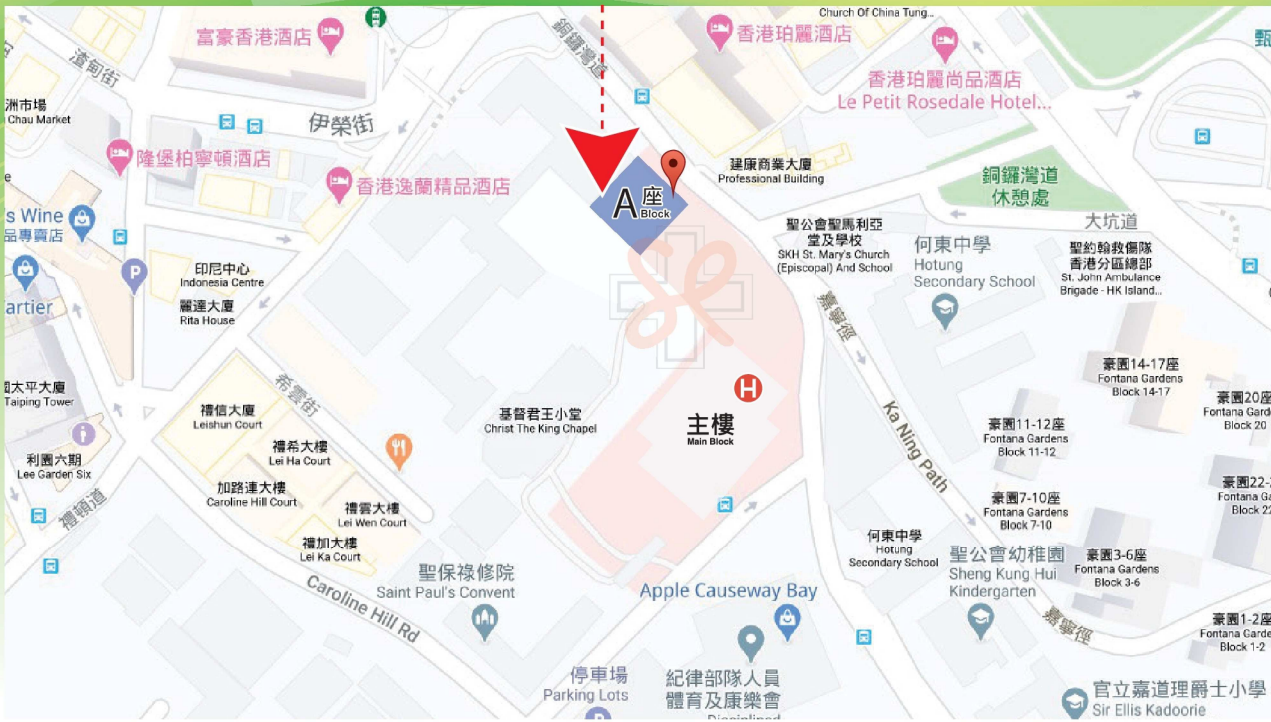 Church Of China Tung...
富豪香港酒店
銅鑼灣道
香港珀麗酒店
甄
渣甸街
香港珀麗尚品酒店
Le Petit Rosedale Hotel...
洲市場
Chau Market
伊榮街
隆堡柏寧頓酒店
香港逸蘭精品酒店
建康商業大廈
Professional Building
銅鑼灣道
休憩處
A座
Block
大坑道
's Wine
品專賣店
P
印尼中心
Indonesia Centre
聖公會聖馬利亞
堂及學校
SKH St. Mary's Church
(Episcopal) And School
何東中學
Hotung
Secondary School
聖約翰救傷隊
香港分區總部
St. John Ambulance
Brigade - HK Island...
artier
麗達大廈
Rita House
嘉寧徑
豪園14-17座
Fontana Gardens
Block 14-17
國太平大廈
Taiping Tower
希雲街
H
主樓
Main Block
豪園20座
Fontana Garde
Block 20
禮信大廈
Leishun Court
基督君王小堂
Christ The King Chapel
Ka Ning Path
豪園11-12座
Fontana Gardens
Block 11-12
禮希大樓
Lei Ha Court
利園六期
Lee Garden Six
加路連大樓
Caroline Hill Court
禮頓道
禮雲大樓
Lei Wen Court
豪園22-
Fontana Ga
Block 22
豪園7-10座
Fontana Gardens
Block 7-10
禮加大樓
Lei Ka Court
何東中學
Hotung
Secondary School
聖公會幼稚園
Sheng Kung Hui
Kindergarten
豪園3-6座
Fontana Gardens
Block 3-6
聖保祿修院
Saint Paul's Convent
Caroline Hill Rd
Apple Causeway Bay
嘉寧徑
豪園1-2座
Fontana Garde
Block 1-2
停車場
Parking Lots
P
紀律部隊人員
體育及康樂會
Disciplined
官立嘉道理爵士小學
Sir Ellis Kadoorie